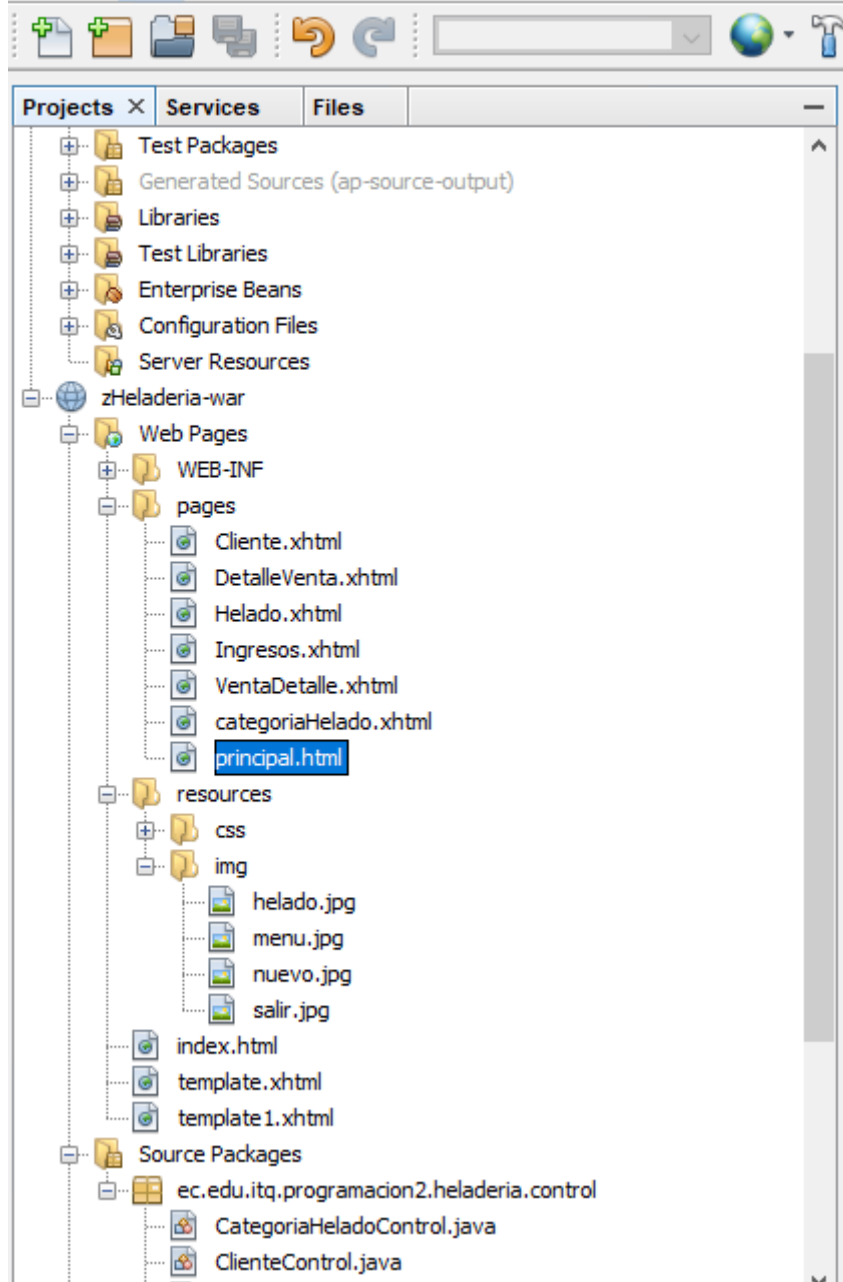 Projects Services Files
Test Packages
Generated Sources (ap-source-output)
Libraries
Test Libraries
Enterprise Beans
Configuration Files
Server Resources
zHeladeria-war
Web Pages
WEB-INF
pages
Cliente.xhtml
DetalleVenta.xhtml
Helado.xhtml
Ingresos.xhtml
VentaDetalle.xhtml
categoriaHelado.xhtml
principal.html
resources
css
img
helado.jpg
menu.jpg
nuevo.jpg
salir.jpg
index.html
template.xhtml
template1.xhtml
Source Packages
ec.edu.itq.programacion2.heladeria.control
CategoriaHeladoControl.java
ClienteControl.java